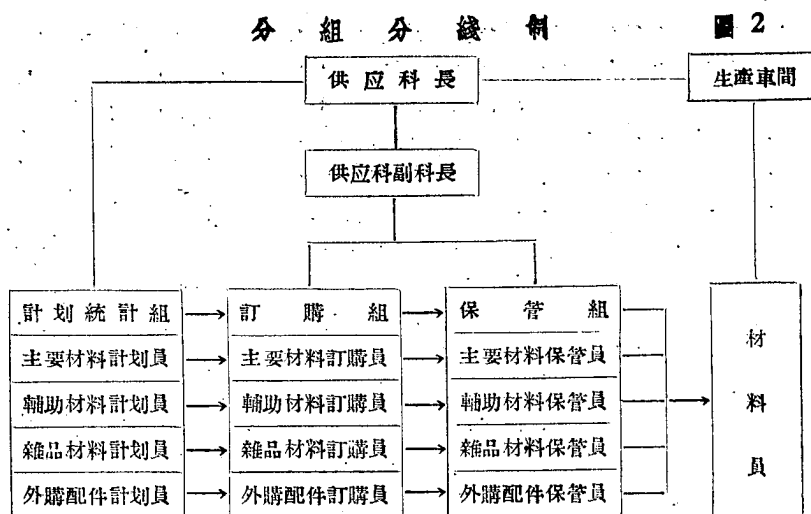 分組分綫制 圖2
供应科長 生產車間
供应科副科長
計划統計組 訂購組 保管組
主要材料計划員 主要材料訂購員 主要材料保管員
輔助材料計划員 輔助材料訂購員 輔助材料保管員
雜品材料計划員 雜品材料訂購員 雜品材料保管員
外購配件計划員 外購配件訂購員 外購配件保管員
材料員